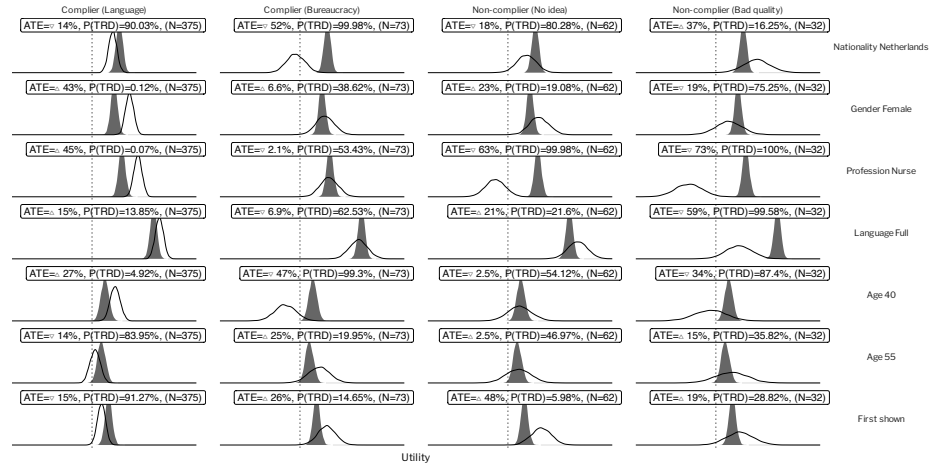 Complier (Language) Complier (Bureaucracy) Non-complier (No idea) Non-complier (Bad quality)
ATE=▽ 14%, P(TRD)=90.03%, (N=375) ATE=▽ 52%, P(TRD)=99.98%, (N=73) ATE=▽ 18%, P(TRD)=80.28%, (N=62) ATE=△ 37%, P(TRD)=16.25%, (N=32)
Nationality Netherlands
ATE=△ 43%, P(TRD)=0.12%, (N=375) ATE=△ 6.6%, P(TRD)=38.62%, (N=73) ATE=△ 23%, P(TRD)=19.08%, (N=62) ATE=▽ 19%, P(TRD)=75.25%, (N=32)
Gender Female
ATE=△ 45%, P(TRD)=0.07%, (N=375) ATE=▽ 2.1%, P(TRD)=53.43%, (N=73) ATE=▽ 63%, P(TRD)=99.98%, (N=62) ATE=▽ 73%, P(TRD)=100%, (N=32)
Profession Nurse
ATE=△ 15%, P(TRD)=13.85%, (N=375) ATE=▽ 6.9%, P(TRD)=62.53%, (N=73) ATE=△ 21%, P(TRD)=21.6%, (N=62) ATE=▽ 59%, P(TRD)=99.58%, (N=32)
Language Full
ATE=△ 27%, P(TRD)=4.92%, (N=375) ATE=▽ 47%, P(TRD)=99.3%, (N=73) ATE=▽ 2.5%, P(TRD)=54.12%, (N=62) ATE=▽ 34%, P(TRD)=87.4%, (N=32)
Age 40
ATE=▽ 14%, P(TRD)=83.95%, (N=375) ATE=△ 25%, P(TRD)=19.95%, (N=73) ATE=△ 2.5%, P(TRD)=46.97%, (N=62) ATE=△ 15%, P(TRD)=35.82%, (N=32)
Age 55
ATE=▽ 15%, P(TRD)=91.27%, (N=375) ATE=△ 26%, P(TRD)=14.65%, (N=73) ATE=△ 48%, P(TRD)=5.98%, (N=62) ATE=△ 19%, P(TRD)=28.82%, (N=32)
First shown
Utility